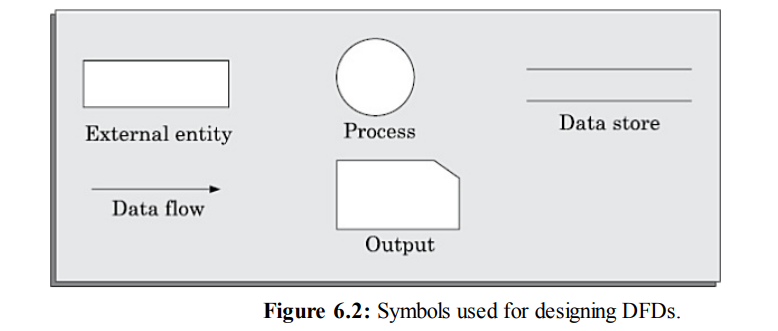 External entity
Process
Data store
Data flow
Output
Figure 6.2: Symbols used for designing DFDs.